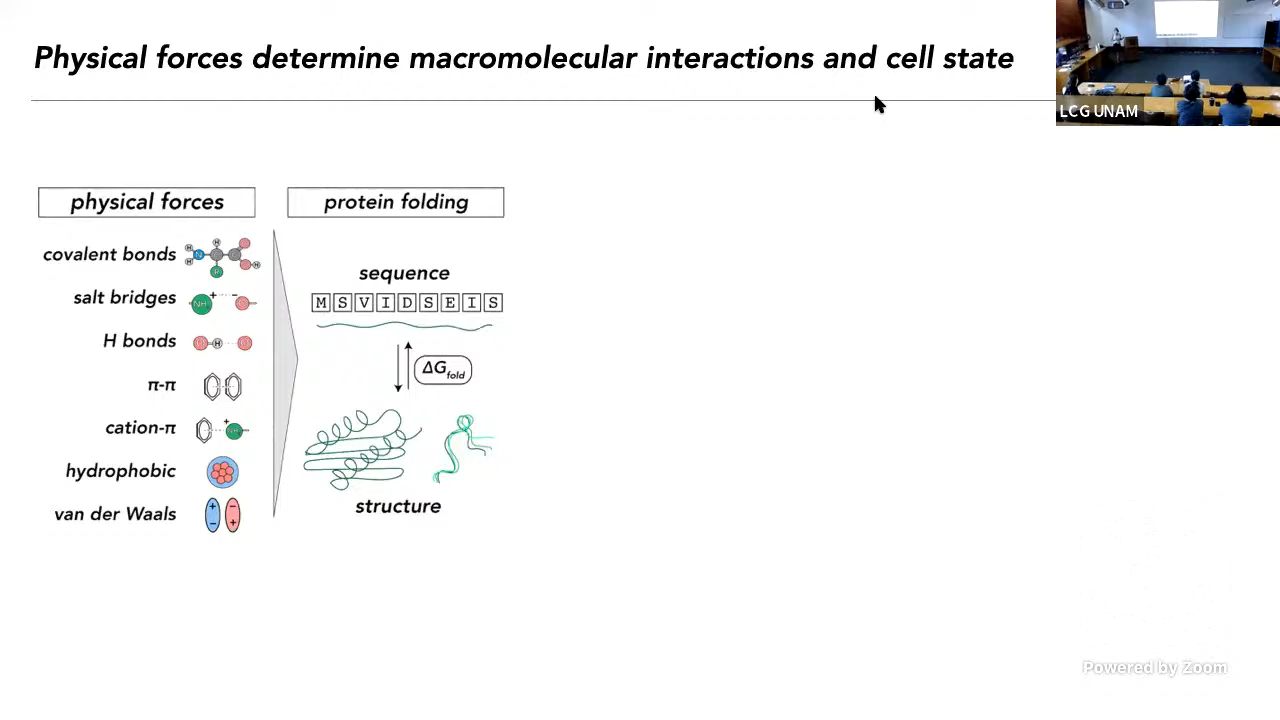 Physical forces determine macromolecular interactions and cell state
LCG UNAM
physical forces
covalent bonds
salt bridges
H bonds
π-π
cation-π
hydrophobic
van der Waals
protein folding
sequence
M S V I D S E I S
ΔGfold
structure
Powered by Zoom